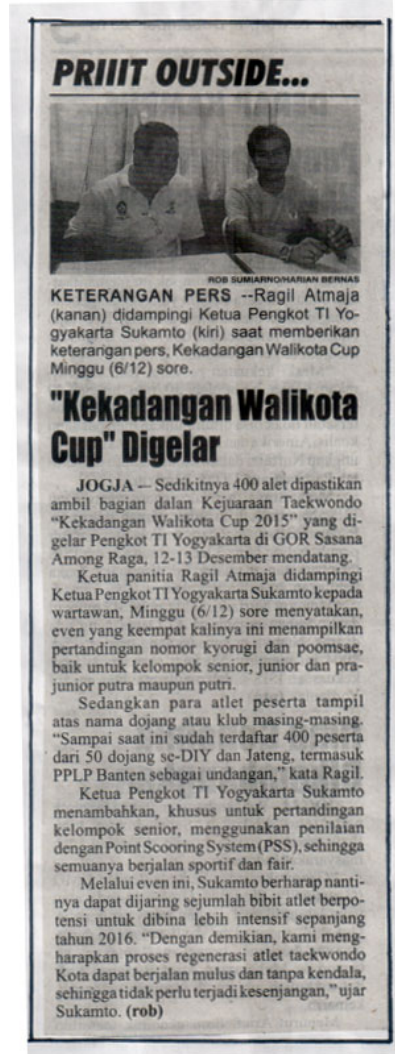 PRIIIT OUTSIDE...
ROB SUMIARNO/HARIAN BERNAS
KETERANGAN PERS --Ragil Atmaja
(kanan) didampingi Ketua Pengkot TI Yo-
gyakarta Sukamto (kiri) saat memberikan
keterangan pers, Kekadangan Walikota Cup
Minggu (6/12) sore.
"Kekadangan Walikota
Cup" Digelar
JOGJA — Sedikitnya 400 alet dipastikan
ambil bagian dalan Kejuaraan Taekwondo
“Kekadangan Walikota Cup 2015” yang di-
gelar Pengkot TI Yogyakarta di GOR Sasana
Among Raga, 12-13 Desember mendatang.
Ketua panitia Ragil Atmaja didampingi
Ketua Pengkot TI Yogyakarta Sukamto kepada
wartawan, Minggu (6/12) sore menyatakan,
even yang keempat kalinya ini menampilkan
pertandingan nomor kyorugi dan poomsae,
baik untuk kelompok senior, junior dan pra-
junior putra maupun putri.
Sedangkan para atlet peserta tampil
atas nama dojang atau klub masing-masing.
“Sampai saat ini sudah terdaftar 400 peserta
dari 50 dojang se-DIY dan Jateng, termasuk
PPLP Banten sebagai undangan,” kata Ragil.
Ketua Pengkot TI Yogyakarta Sukamto
menambahkan, khusus untuk pertandingan
kelompok senior, menggunakan penilaian
dengan Point Scooring System (PSS), sehingga
semuanya berjalan sportif dan fair.
Melalui even ini, Sukamto berharap nanti-
nya dapat dijaring sejumlah bibit atlet berpo-
tensi untuk dibina lebih intensif sepanjang
tahun 2016. “Dengan demikian, kami meng-
harapkan proses regenerasi atlet taekwondo
Kota dapat berjalan mulus dan tanpa kendala,
sehingga tidak perlu terjadi kesenjangan,” ujar
Sukamto. (rob)